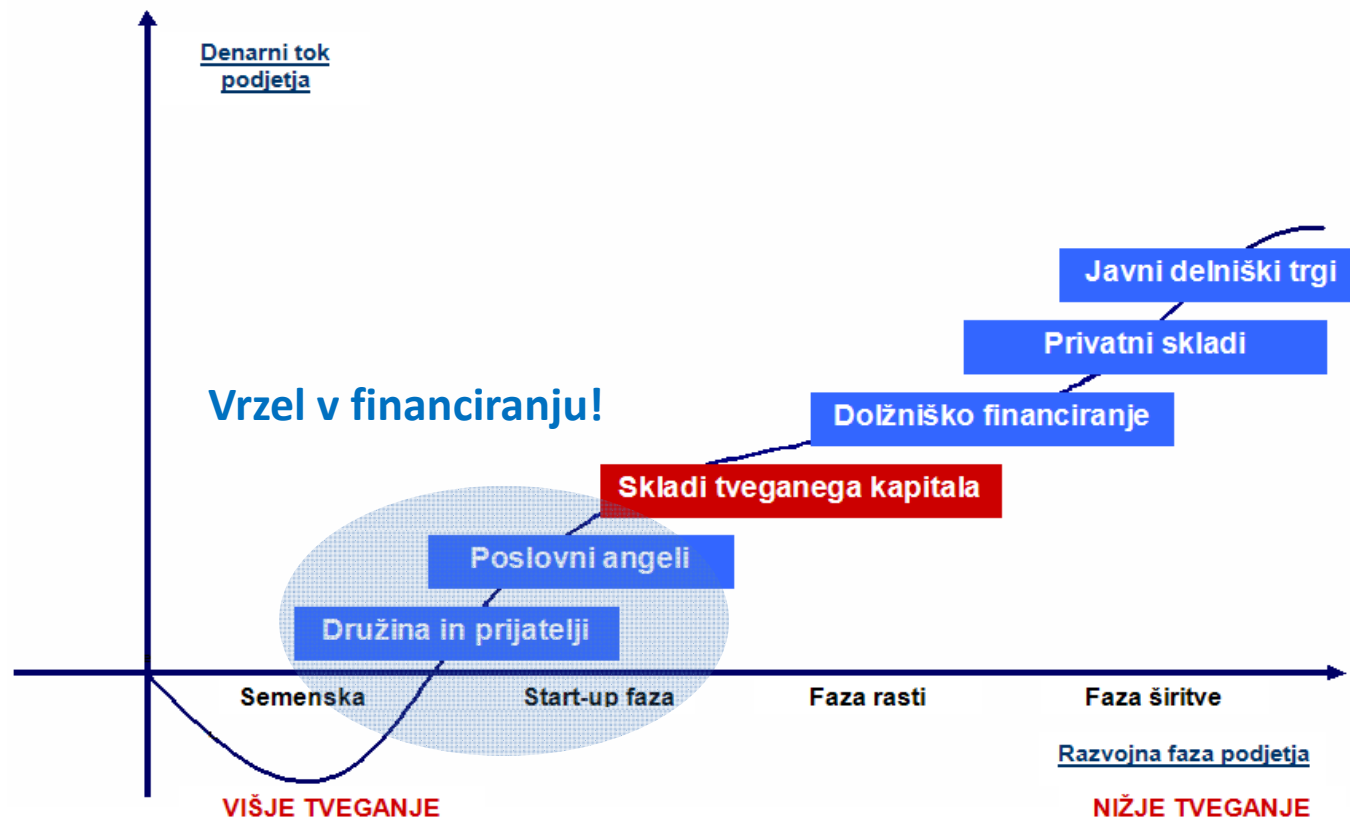 Denarni tok
podjetja
Javni delniški trgi
Privatni skladi
Vrzel v financiranju!
Dolžniško financiranje
Skladi tveganega kapitala
Poslovni angeli
Družina in prijatelji
Semenska
Start-up faza
Faza rasti
Faza širitve
Razvojna faza podjetja
VIŠJE TVEGANJE
NIŽJE TVEGANJE